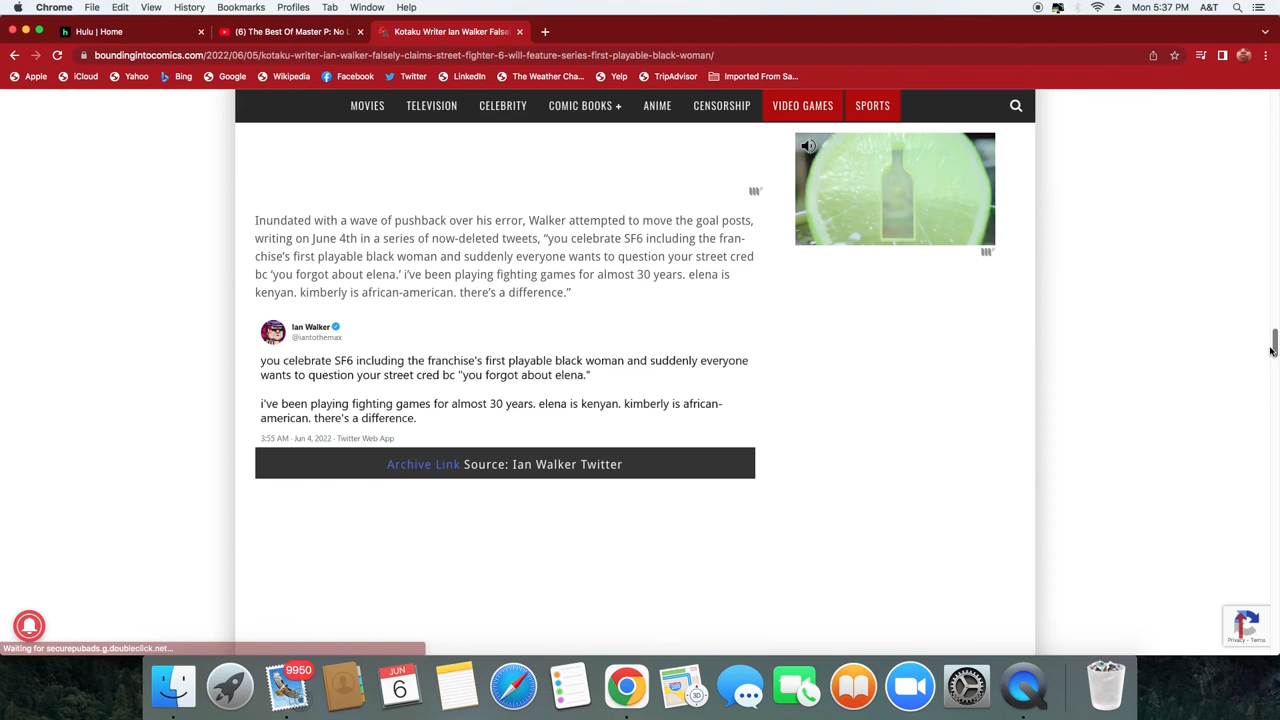 Chrome File Edit View History Bookmarks Profiles Tab Window Help Mon 5:37 PM A&T
Hulu | Home (6) The Best Of Master P: No L Kotaku Writer Ian Walker Falsel
boundingintocomics.com/2022/06/05/kotaku-writer-ian-walker-falsely-claims-street-fighter-6-will-feature-series-first-playable-black-woman/
Apple iCloud Yahoo Bing Google Wikipedia Facebook Twitter LinkedIn The Weather Cha... Yelp TripAdvisor Imported From Sa...
MOVIES TELEVISION CELEBRITY COMIC BOOKS + ANIME CENSORSHIP VIDEO GAMES SPORTS
Inundated with a wave of pushback over his error, Walker attempted to move the goal posts,
writing on June 4th in a series of now-deleted tweets, “you celebrate SF6 including the fran-
chise’s first playable black woman and suddenly everyone wants to question your street cred
bc ‘you forgot about elena.’ i’ve been playing fighting games for almost 30 years. elena is
kenyan. kimberly is african-american. there’s a difference.”
Ian Walker
@iantothemax
you celebrate SF6 including the franchise's first playable black woman and suddenly everyone
wants to question your street cred bc "you forgot about elena."
i've been playing fighting games for almost 30 years. elena is kenyan. kimberly is african-
american. there's a difference.
3:55 AM · Jun 4, 2022 · Twitter Web App
Archive Link Source: Ian Walker Twitter
Privacy - Terms
Waiting for securepubads.g.doubleclick.net...
9950
JUN
6
3D